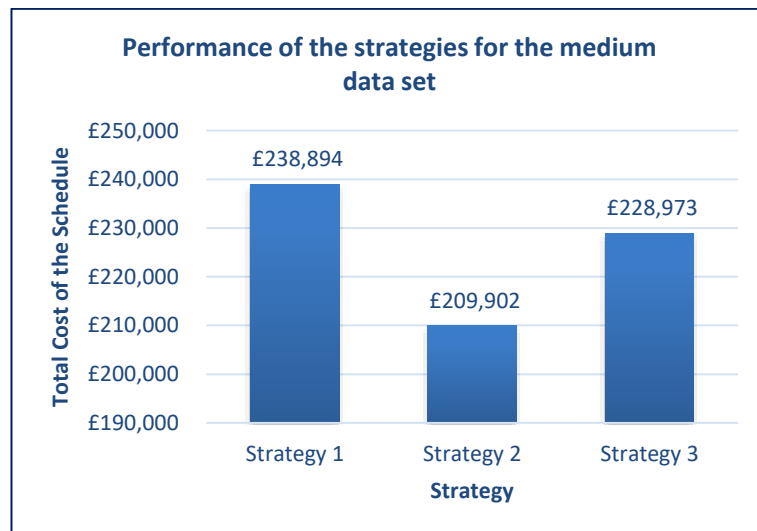 Performance of the strategies for the medium
data set
Total Cost of the Schedule
£250,000
£240,000
£230,000
£220,000
£210,000
£200,000
£190,000
£238,894
£209,902
£228,973
Strategy 1
Strategy 2
Strategy 3
Strategy